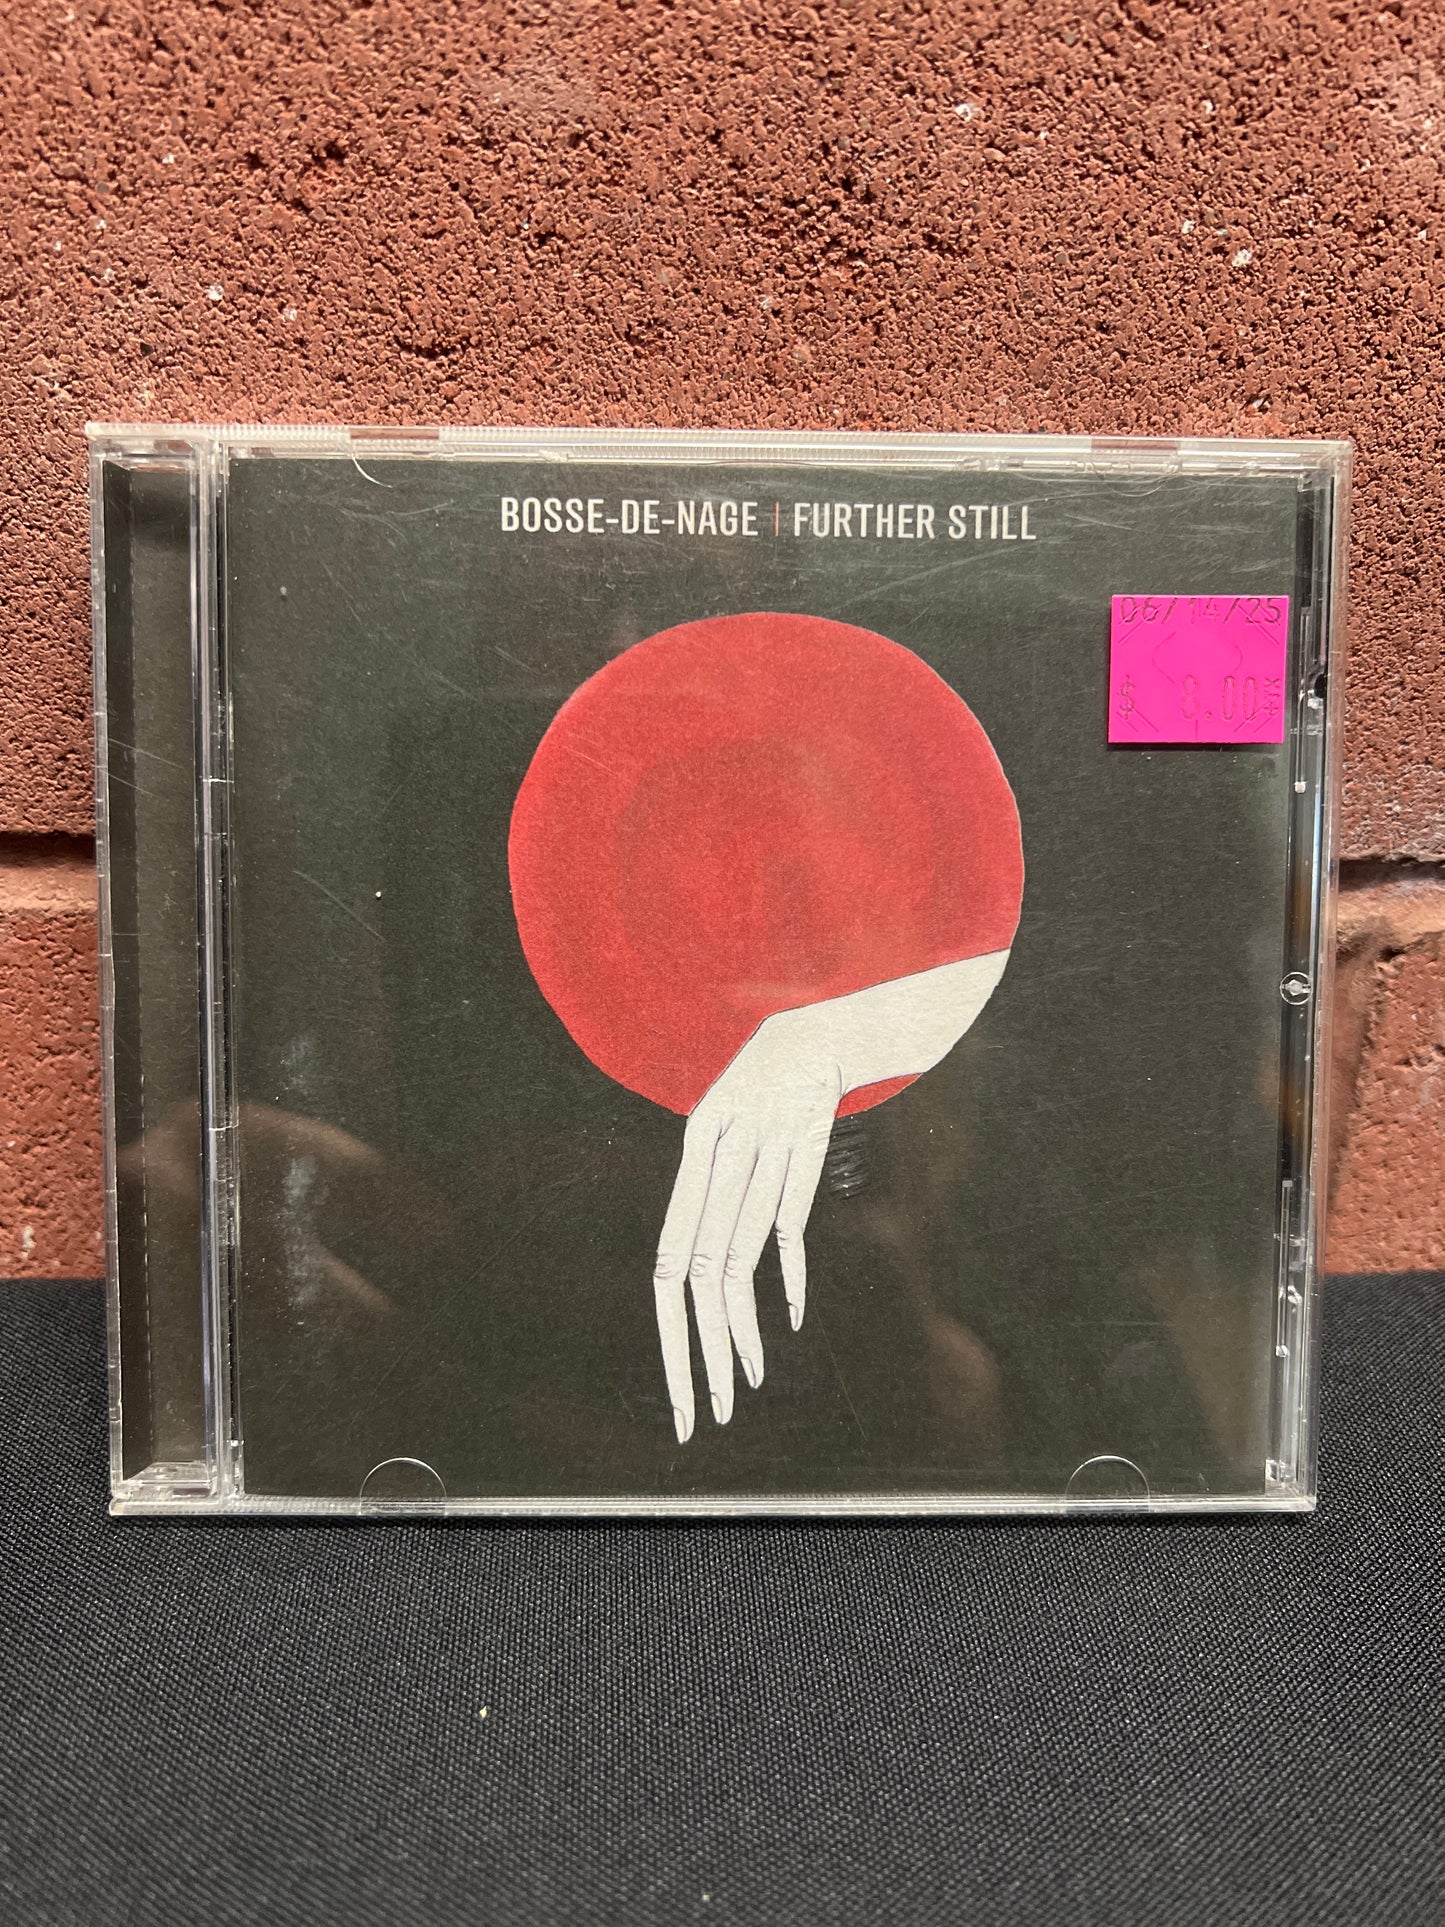 BOSSE-DE-NAGE | FURTHER STILL
06/14/25
$ 8.00